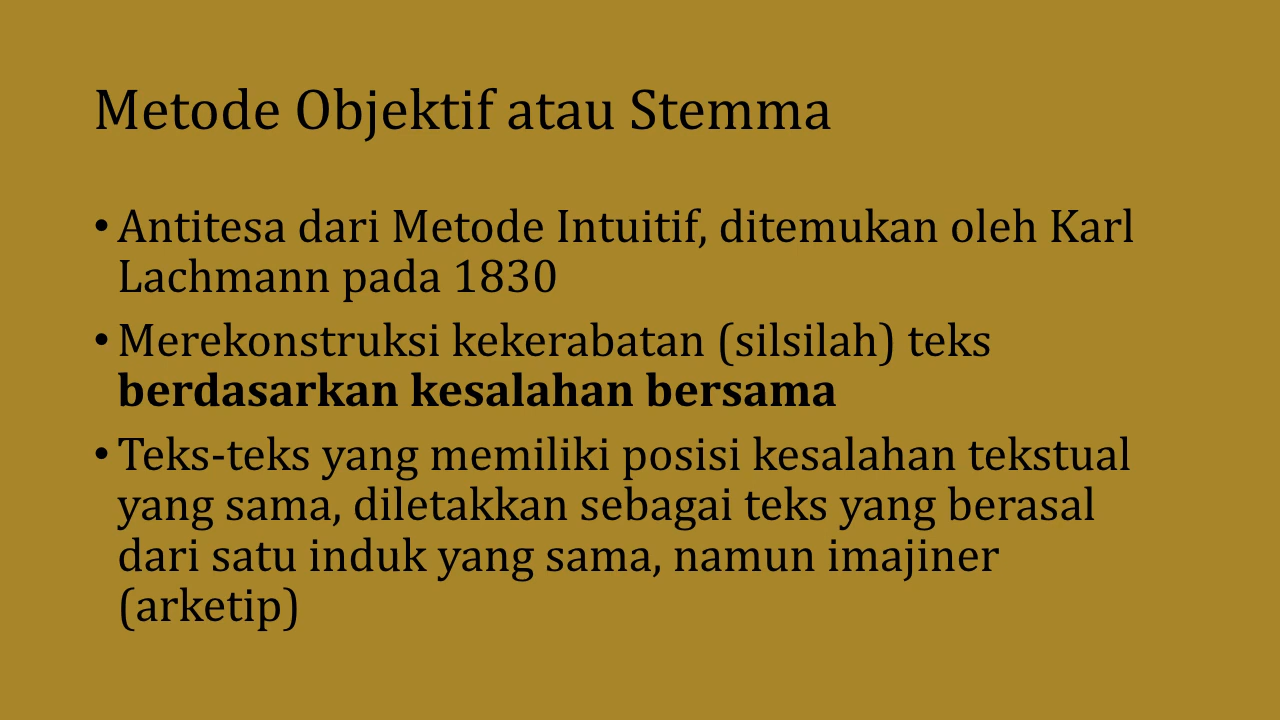 Metode Objektif atau Stemma
• Antitesa dari Metode Intuitif, ditemukan oleh Karl
Lachmann pada 1830
• Merekonstruksi kekerabatan (silsilah) teks
berdasarkan kesalahan bersama
• Teks-teks yang memiliki posisi kesalahan tekstual
yang sama, diletakkan sebagai teks yang berasal
dari satu induk yang sama, namun imajiner
(arketip)